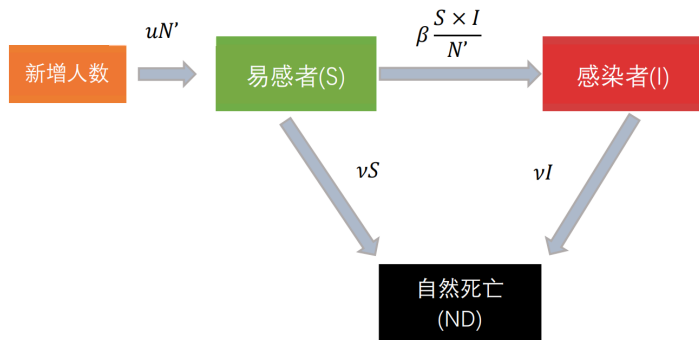 uN'
新增人数
易感者(S)
β S × I / N'
感染者(I)
νS
νI
自然死亡
(ND)